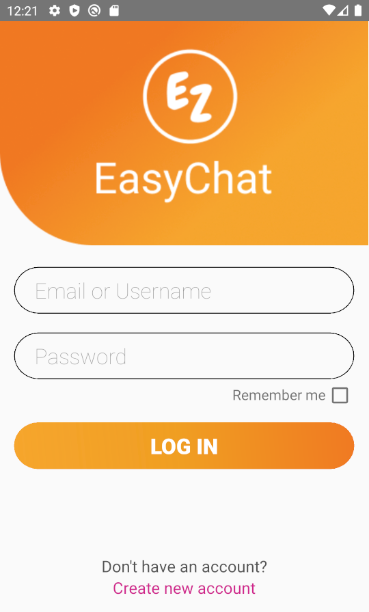 12:21
EZ
EasyChat
Email or Username
Password
Remember me
LOG IN
Don't have an account?
Create new account